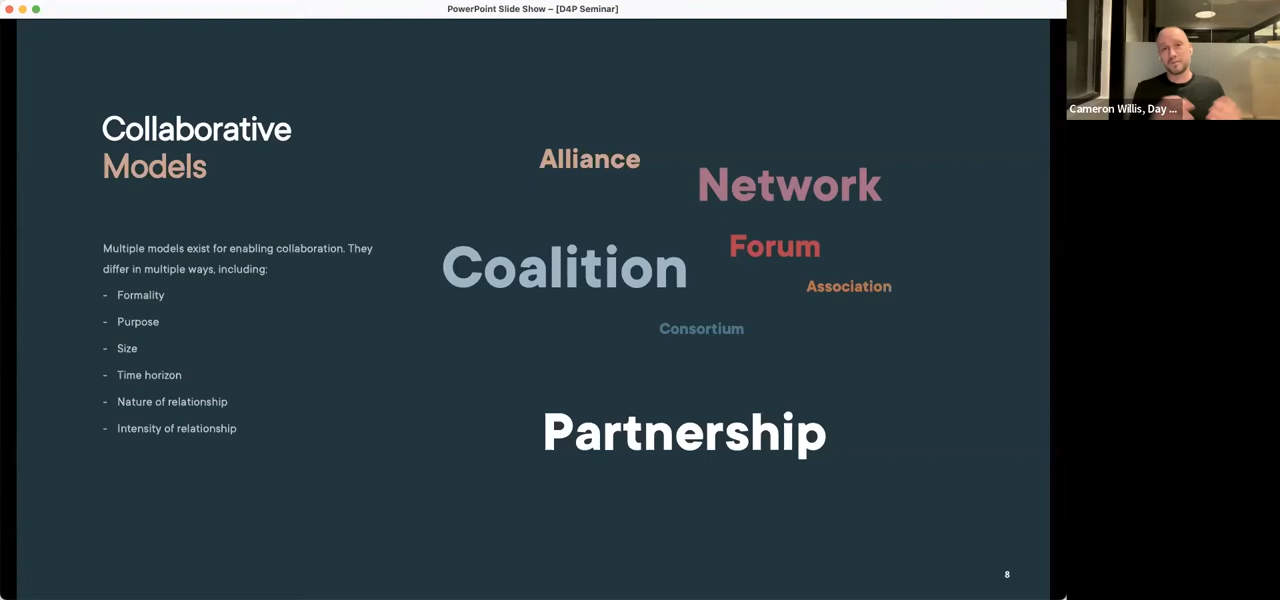 PowerPoint Slide Show – [D4P Seminar]
Cameron Willis, Day ...
Collaborative
Models
Multiple models exist for enabling collaboration. They
differ in multiple ways, including:
- Formality
- Purpose
- Size
- Time horizon
- Nature of relationship
- Intensity of relationship
Alliance
Network
Forum
Coalition
Association
Consortium
Partnership
8